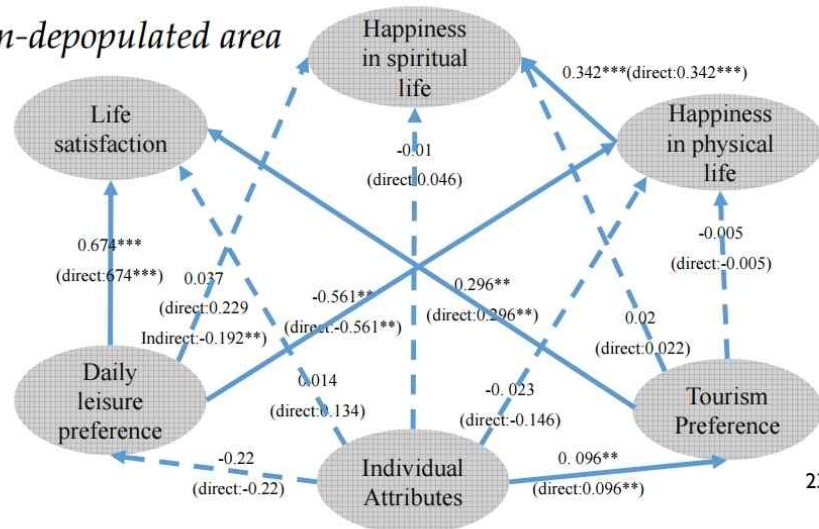 n-depopulated area
Happiness
in spiritual
life
0.342***(direct:0.342***)
Life
satisfaction
Happiness
in physical
life
-0.01
(direct:0.046)
0.674***
(direct:674***)
0.037
(direct:0.229
Indirect:-0.192**)
-0.561**
(direct:-0.561**)
0.296**
(direct:0.296**)
-0.005
(direct:-0.005)
0.02
(direct:0.022)
Daily
leisure
preference
0.014
(direct:0.134)
-0. 023
(direct:-0.146)
Tourism
Preference
-0.22
(direct:-0.22)
Individual
Attributes
0. 096**
(direct:0.096**)
23